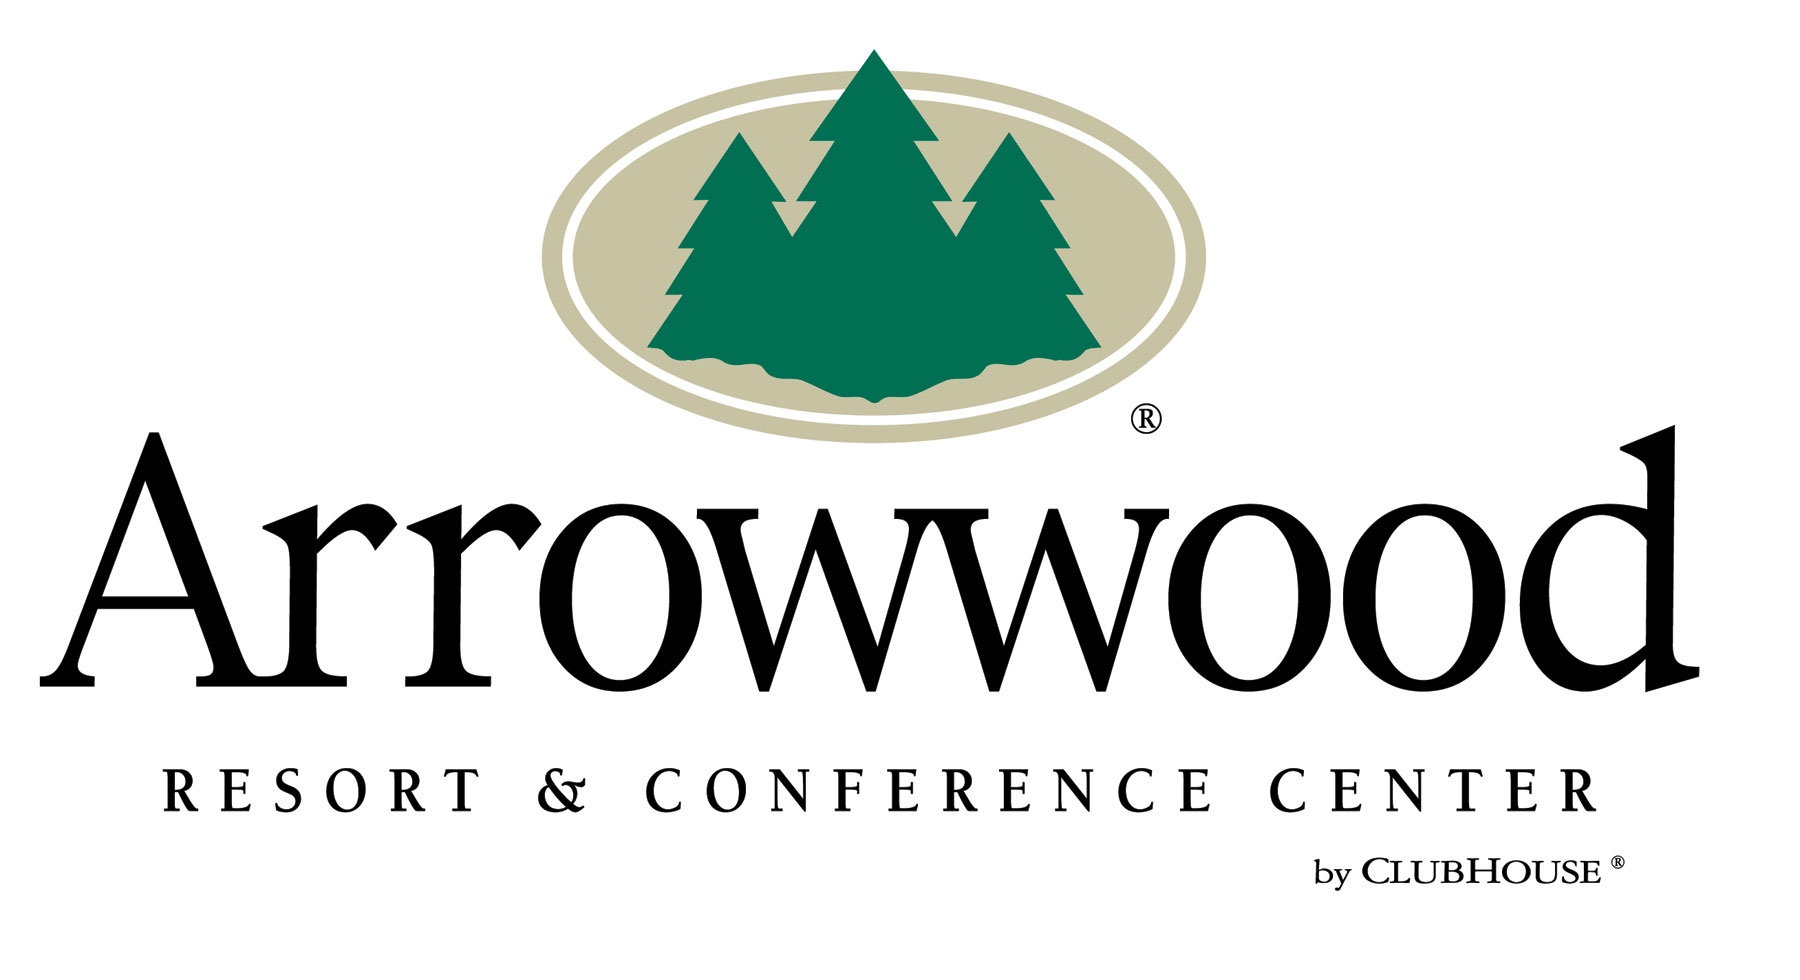 ®
Arrowwood
RESORT & CONFERENCE CENTER
by CLUBHOUSE ®